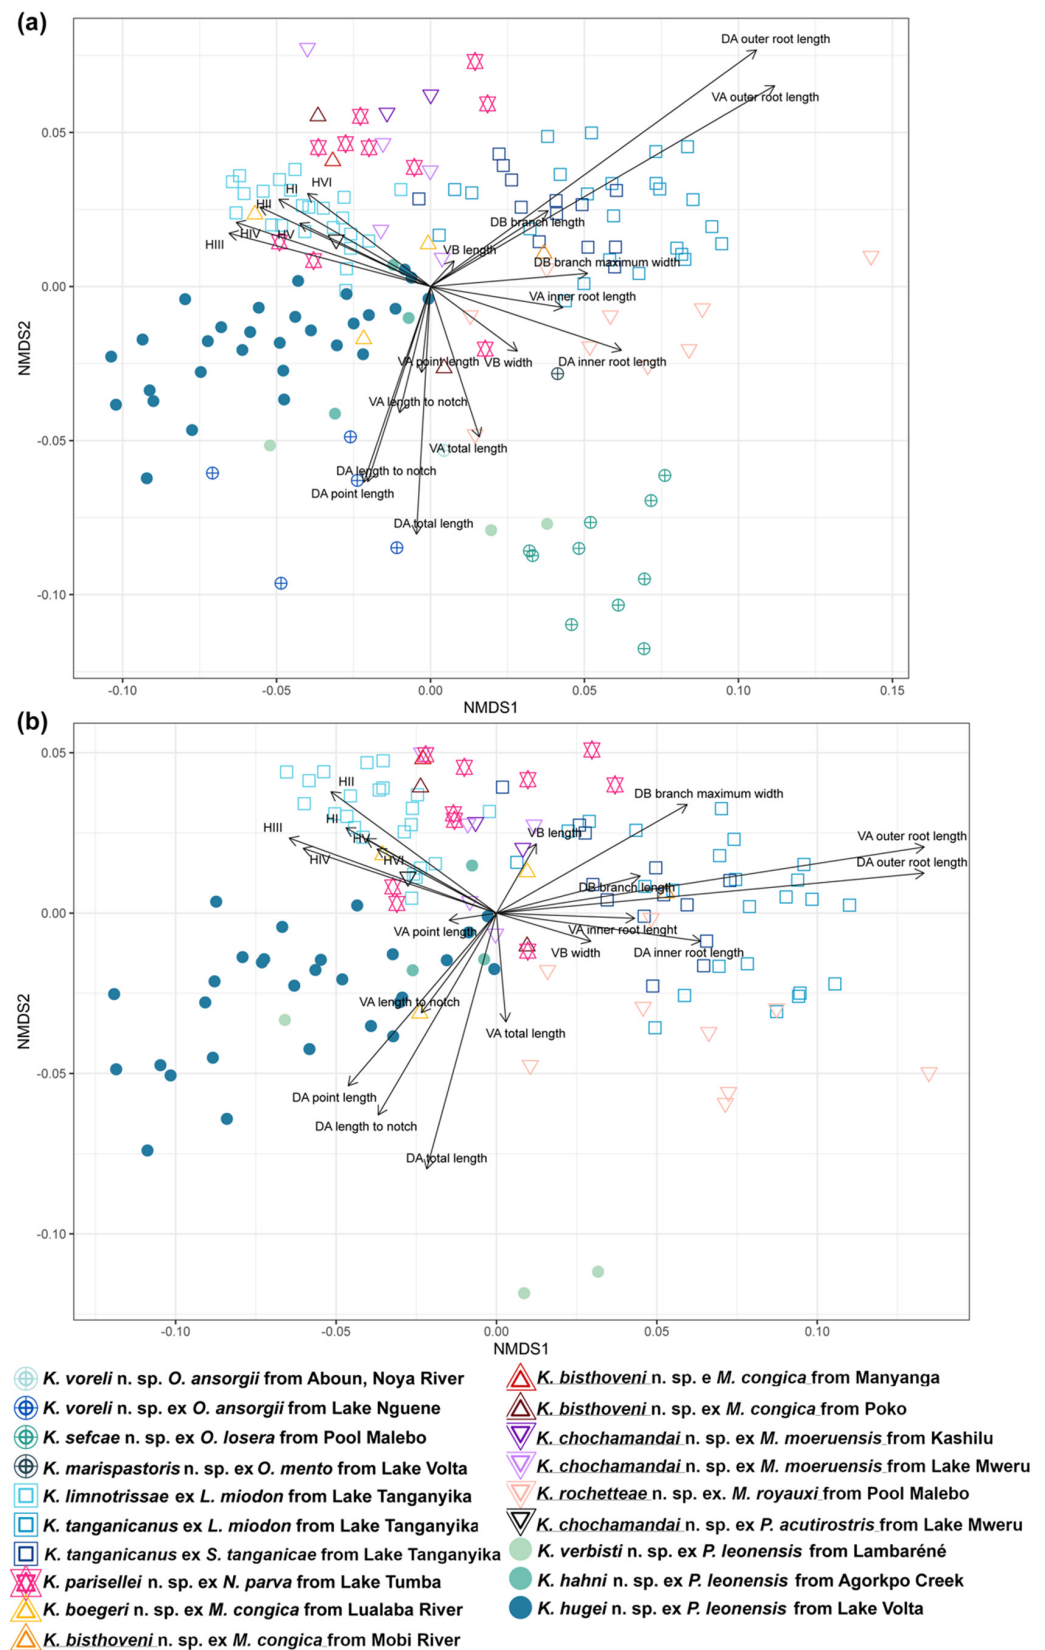 (a)
DA outer root length
VA outer root length
0.05
HVI
HI
HII
DB branch length
HIV
HV
HIII
VB length
DB branch maximum width
0.00
VA inner root length
NMDS2
VA point length
VB width
DA inner root length
VA length to notch
-0.05
VA total length
DA length to notch
DA point length
DA total length
-0.10
-0.10
-0.05
0.00
0.05
0.10
0.15
NMDS1
(b)
0.05
HII
DB branch maximum width
HI
HIII
VB length
VA outer root length
HV
HIV
HVI
DA outer root length
DB branch length
0.00
VA point length
VA inner root lenght
VB width
DA inner root length
NMDS2
VA length to notch
VA total length
-0.05
DA point length
DA length to notch
DA total length
-0.10
-0.10
-0.05
0.00
0.05
0.10
NMDS1
K. voreli n. sp. O. ansorgii from Aboun, Noya River
K. voreli n. sp. ex O. ansorgii from Lake Nguene
K. sefcae n. sp. ex O. losera from Pool Malebo
K. marispastoris n. sp. ex O. mento from Lake Volta
K. limnotrissae ex L. miodon from Lake Tanganyika
K. tanganicanus ex L. miodon from Lake Tanganyika
K. tanganicanus ex S. tanganicae from Lake Tanganyika
K. parisellei n. sp. ex N. parva from Lake Tumba
K. boegeri n. sp. ex M. congica from Lualaba River
K. bisthoveni n. sp. ex M. congica from Mobi River
K. bisthoveni n. sp. e M. congica from Manyanga
K. bisthoveni n. sp. ex M. congica from Poko
K. chochamandai n. sp. ex M. moeruensis from Kashilu
K. chochamandai n. sp. ex M. moeruensis from Lake Mweru
K. rochetteae n. sp. ex. M. royauxi from Pool Malebo
K. chochamandai n. sp. ex P. acutirostris from Lake Mweru
K. verbisti n. sp. ex P. leonensis from Lambaréné
K. hahni n. sp. ex P. leonensis from Agorkpo Creek
K. hugei n. sp. ex P. leonensis from Lake Volta